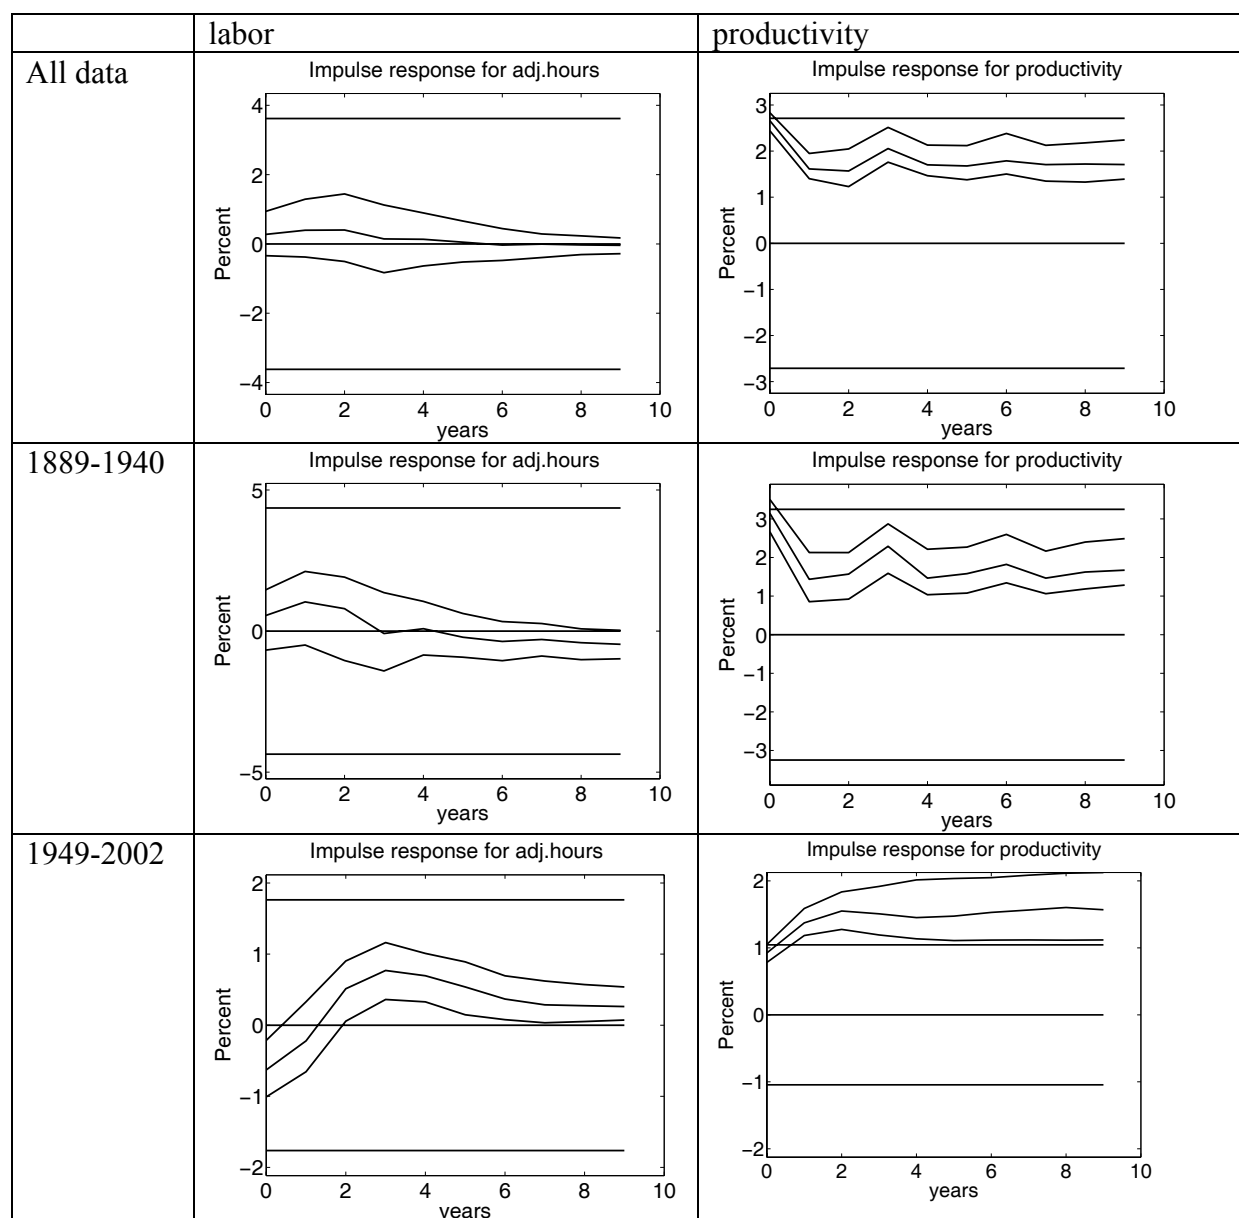 labor productivity
All data
Impulse response for adj.hours
4
2
0
−2
−4
Percent
0 2 4 6 8 10
years
Impulse response for productivity
3
2
1
0
−1
−2
−3
Percent
0 2 4 6 8 10
years
1889-1940
Impulse response for adj.hours
5
0
−5
Percent
0 2 4 6 8 10
years
Impulse response for productivity
3
2
1
0
−1
−2
−3
Percent
0 2 4 6 8 10
years
1949-2002
Impulse response for adj.hours
2
1
0
−1
−2
Percent
0 2 4 6 8 10
years
Impulse response for productivity
2
1
0
−1
−2
Percent
0 2 4 6 8 10
years